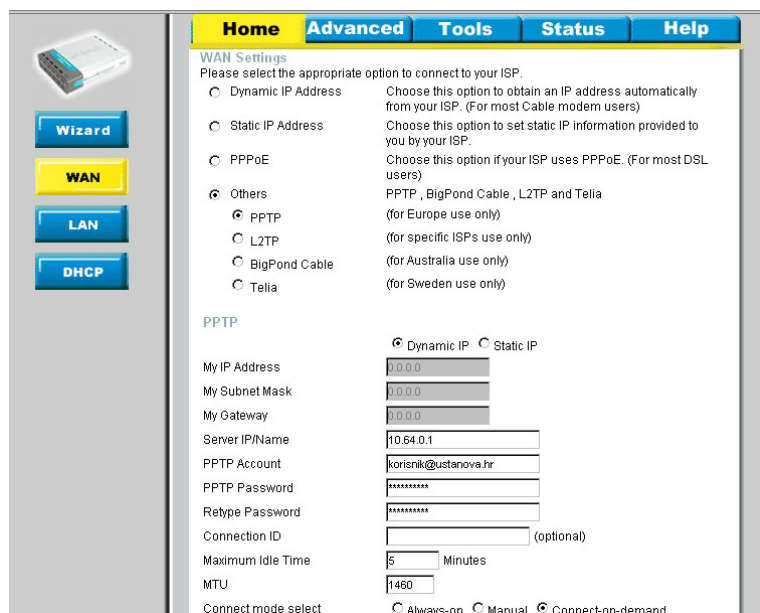 Home Advanced Tools Status Help
WAN Settings
Please select the appropriate option to connect to your ISP.
Dynamic IP Address Choose this option to obtain an IP address automatically
from your ISP. (For most Cable modem users)
Wizard
Static IP Address Choose this option to set static IP information provided to
you by your ISP.
PPPoE Choose this option if your ISP uses PPPoE. (For most DSL
users)
WAN
Others PPTP , BigPond Cable , L2TP and Telia
PPTP (for Europe use only)
LAN
L2TP (for specific ISPs use only)
BigPond Cable (for Australia use only)
DHCP
Telia (for Sweden use only)
PPTP
Dynamic IP Static IP
My IP Address 0.0.0.0
My Subnet Mask 0.0.0.0
My Gateway 0.0.0.0
Server IP/Name 10.64.0.1
PPTP Account korisnik@ustanova.hr
PPTP Password **********
Retype Password **********
Connection ID (optional)
Maximum Idle Time 5 Minutes
MTU 1460
Connect mode select Always-on Manual Connect-on-demand